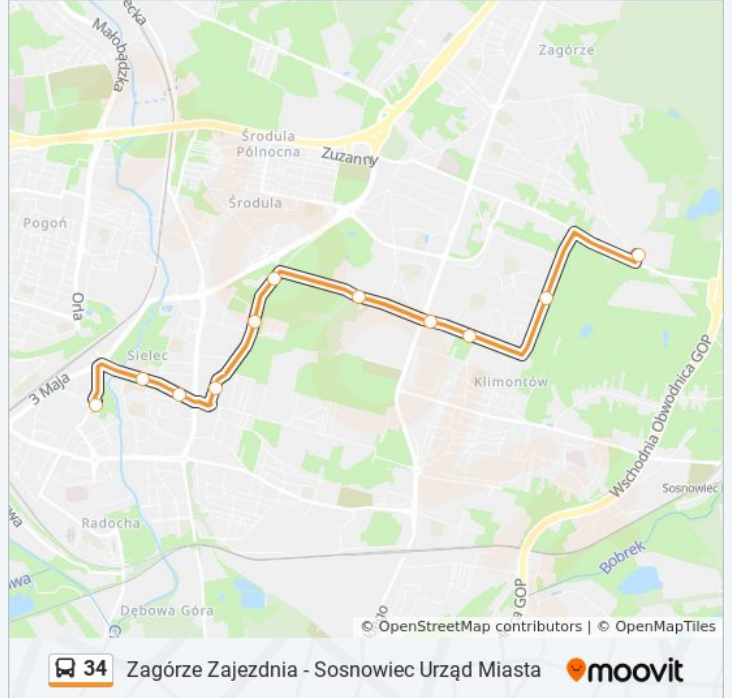 ecka
Małobądzka
Zagórze
Środula
Północna
Zuzanny
Środula
Pogoń
Orla
Sielec
3 Maja
Klimontów
Wschodnia Obwodnica GOP
Sosnowiec
Radocha
Bobrek
GOP
Dębowa Góra
© OpenStreetMap contributors | © OpenMapTiles
34 Zagórze Zajezdnia - Sosnowiec Urząd Miasta moovit